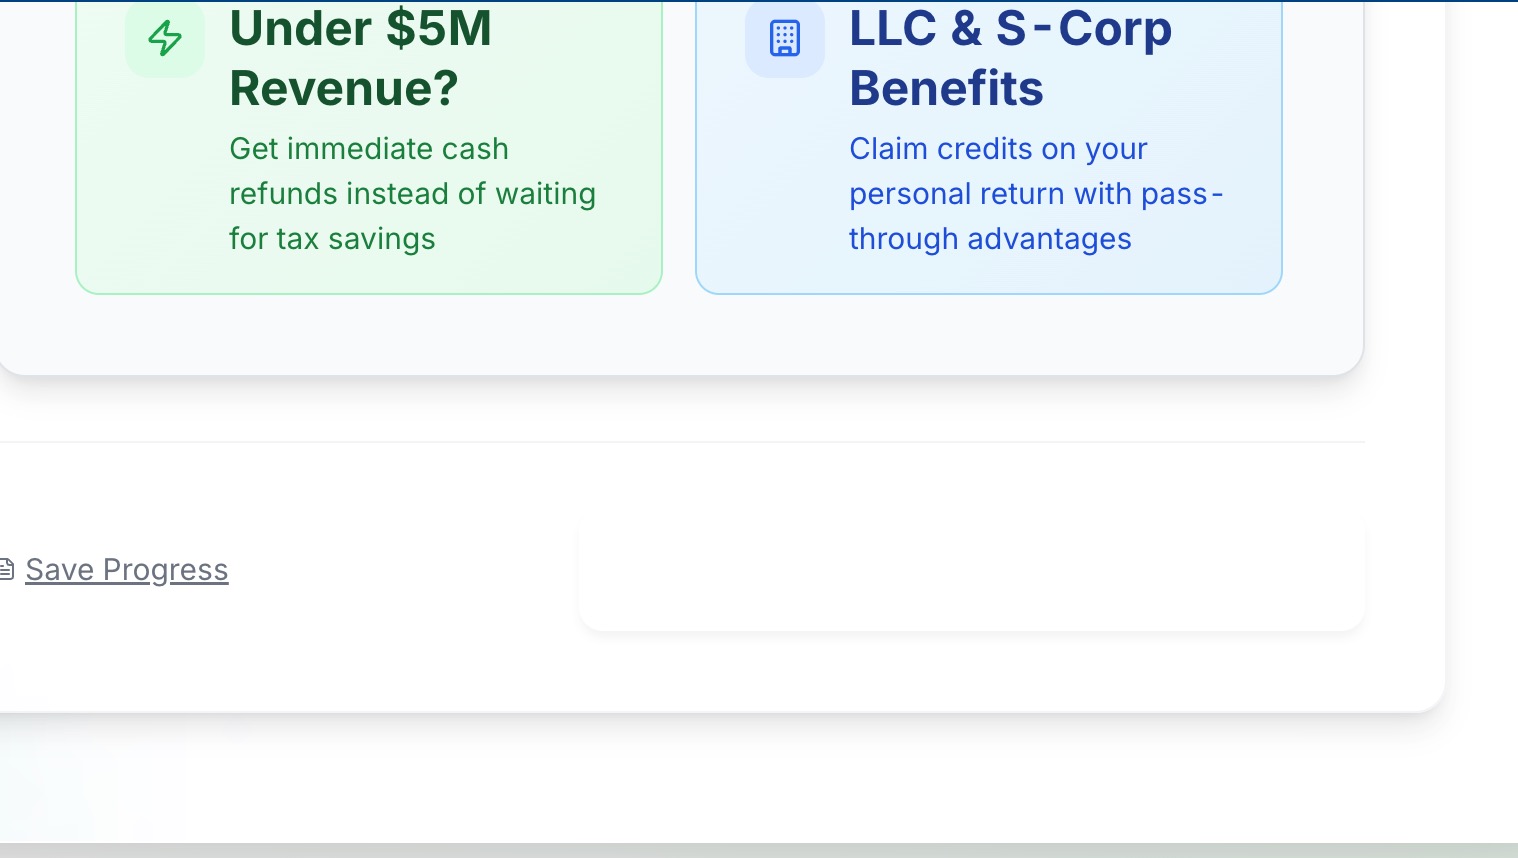 Under $5M
Revenue?
Get immediate cash
refunds instead of waiting
for tax savings
LLC & S-Corp
Benefits
Claim credits on your
personal return with pass-
through advantages
Save Progress